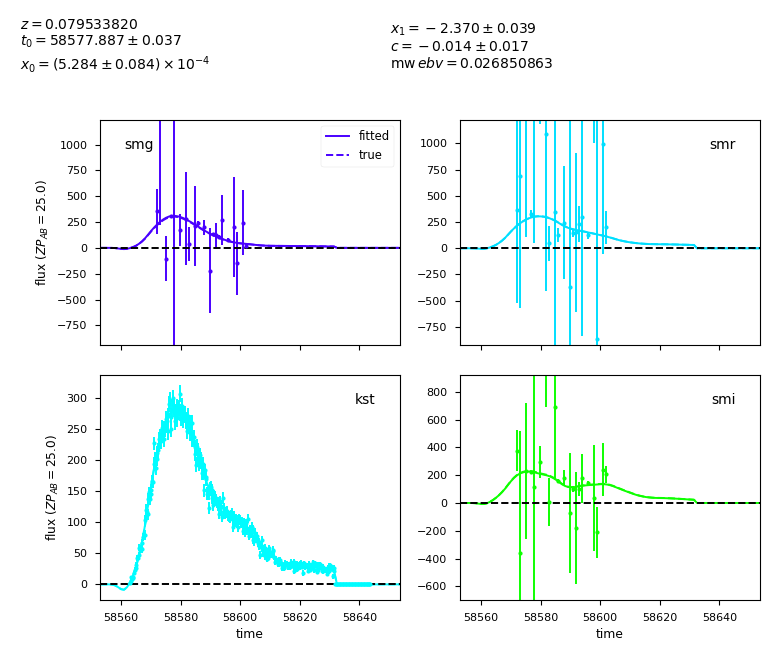 z = 0.079533820
t0 = 58577.887 ± 0.037
x0 = (5.284 ± 0.084) × 10^−4
x1 = −2.370 ± 0.039
c = −0.014 ± 0.017
mw ebv = 0.026850863
smg
fitted
true
1000
750
500
250
0
−250
−500
−750
flux (ZP_AB = 25.0)
smr
1000
750
500
250
0
−250
−500
−750
kst
300
250
200
150
100
50
0
flux (ZP_AB = 25.0)
58560 58580 58600 58620 58640
time
smi
800
600
400
200
0
−200
−400
−600
58560 58580 58600 58620 58640
time